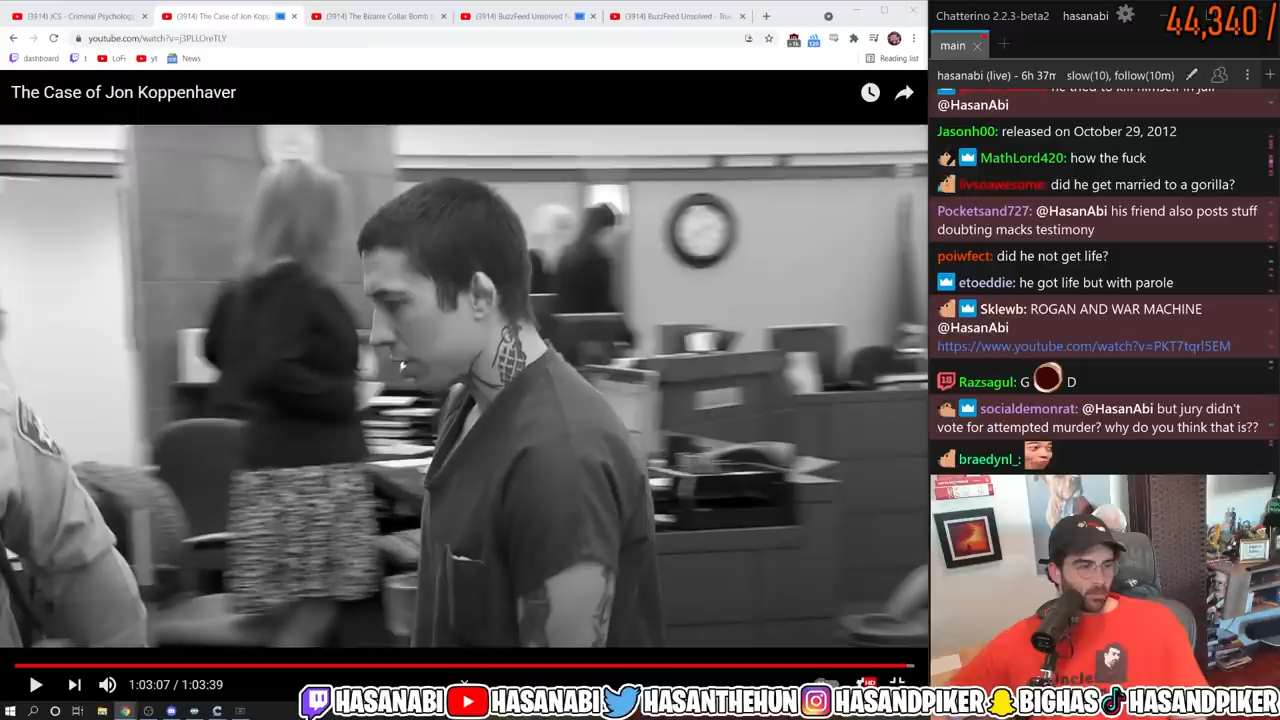 (3914) JCS - Criminal Psychology
(3914) The Case of Jon Kopp
(3914) The Bizarre Collar Bomb
(3914) BuzzFeed Unsolved
(3914) BuzzFeed Unsolved - Tru
youtube.com/watch?v=j3PLLOreTLY
dashboard
t
LoFi
yt
News
Reading list
The Case of Jon Koppenhaver
1:03:07 / 1:03:39
Chatterino 2.2.3-beta2
hasanabi
44,340 /
main
hasanabi (live) - 6h 37m
slow(10), follow(10m)
@HasanAbi
Jasonh00: released on October 29, 2012
MathLord420: how the fuck
livsoawesome: did he get married to a gorilla?
Pocketsand727: @HasanAbi his friend also posts stuff
doubting macks testimony
poiwfect: did he not get life?
etoeddie: he got life but with parole
Sklewb: ROGAN AND WAR MACHINE
@HasanAbi
https://www.youtube.com/watch?v=PKT7tqrl5EM
Razsagul: G D
socialdemonrat: @HasanAbi but jury didn't
vote for attempted murder? why do you think that is??
braedynl_:
HASANABI HASANABI HASANTHEHUN HASANDPIKER BIGHAS HASANDPIKER